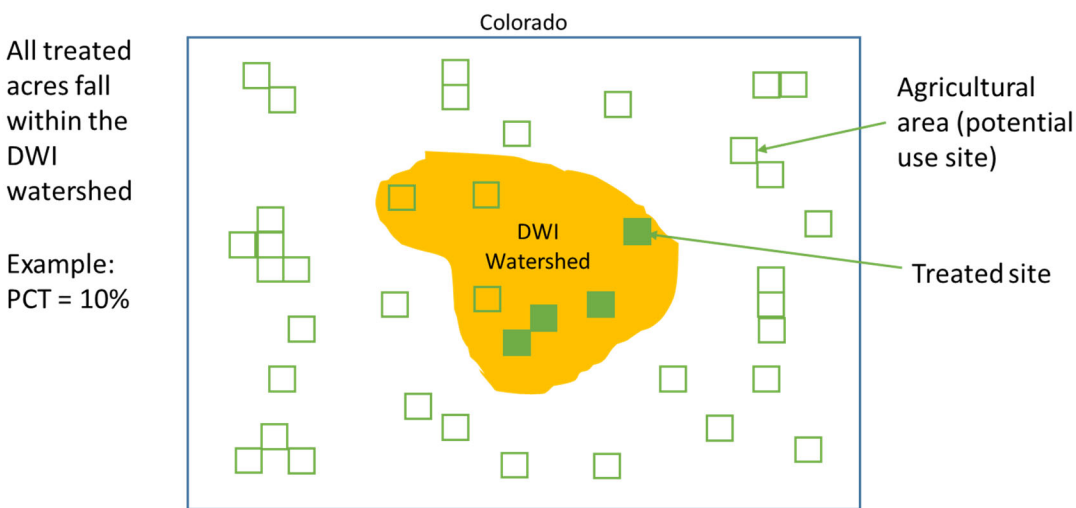 Colorado
All treated
acres fall
within the
DWI
watershed
Example:
PCT = 10%
DWI
Watershed
Agricultural
area (potential
use site)
Treated site